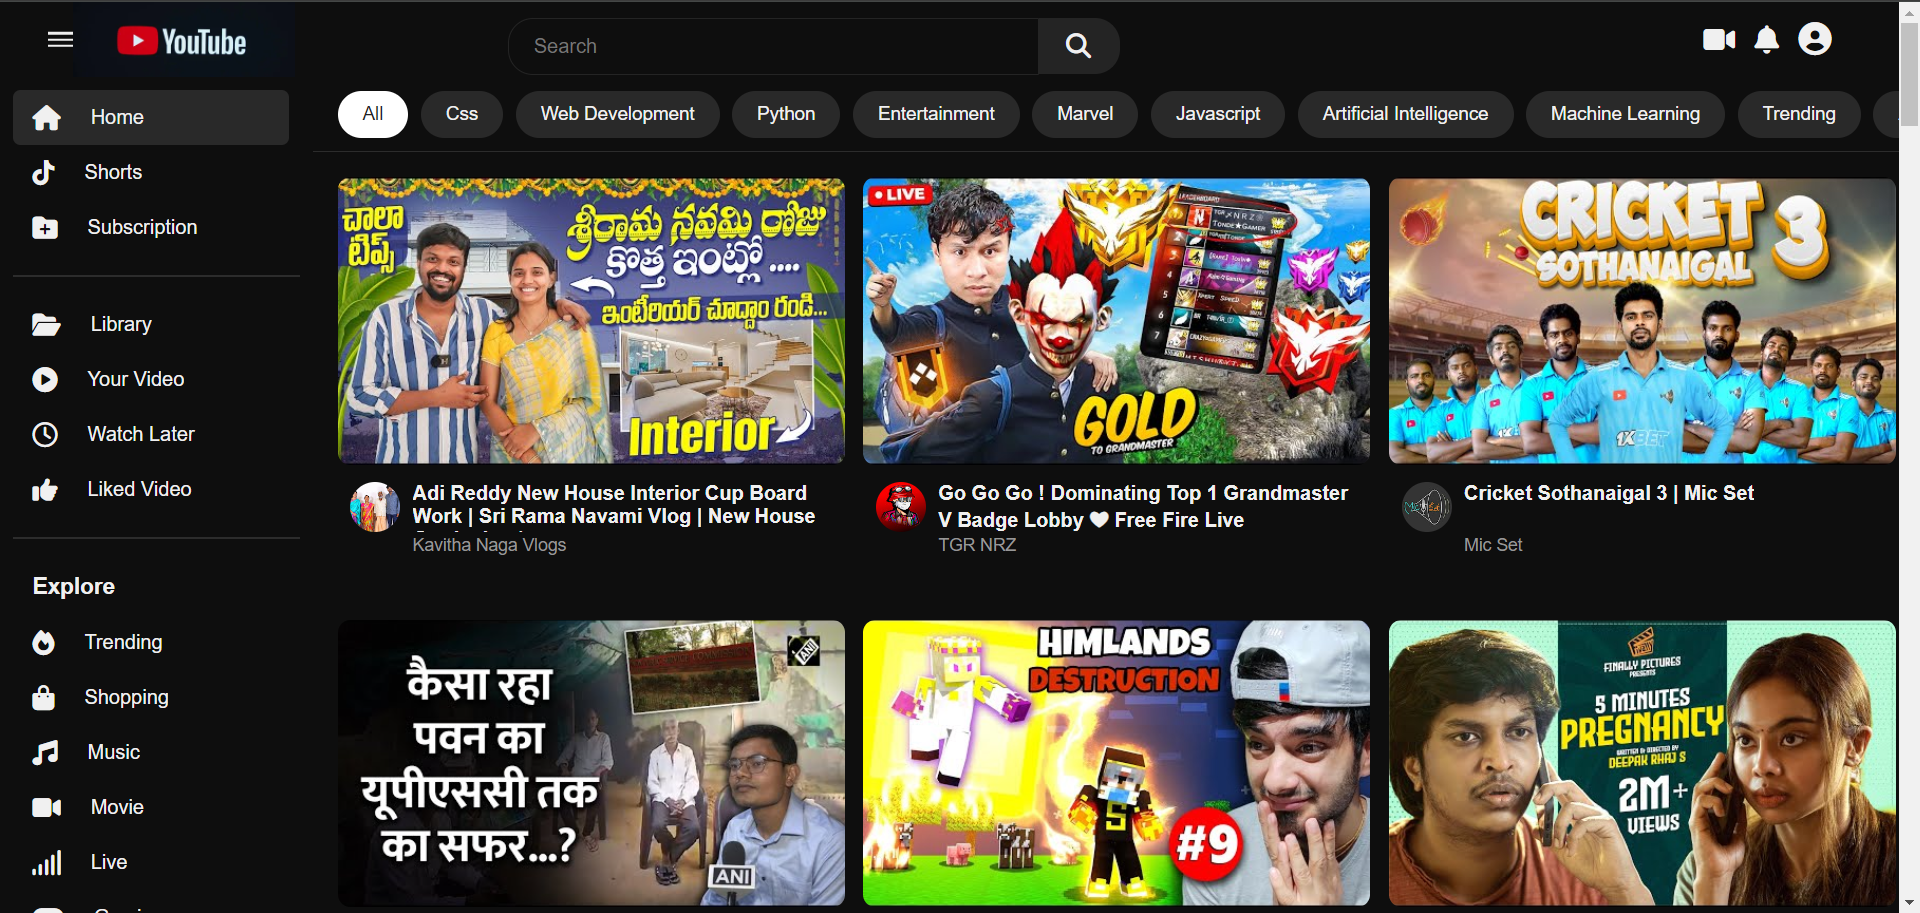 YouTube
Search
Home
Shorts
Subscription
Library
Your Video
Watch Later
Liked Video
Explore
Trending
Shopping
Music
Movie
Live
All
Css
Web Development
Python
Entertainment
Marvel
Javascript
Artificial Intelligence
Machine Learning
Trending
చాలా
టిప్స్
శ్రీరామ నవమి రోజు
కొత్త ఇంట్లో ....
ఇంటీరియర్ చూద్దాం రండి...
Interior
Adi Reddy New House Interior Cup Board
Work | Sri Rama Navami Vlog | New House
Kavitha Naga Vlogs
LIVE
GOLD
TO GRANDMASTER
Go Go Go ! Dominating Top 1 Grandmaster
V Badge Lobby 🤍 Free Fire Live
TGR NRZ
CRICKET 3
SOTHANAIGAL
1XBET
Cricket Sothanaigal 3 | Mic Set
Mic Set
ANI
कैसा रहा
पवन का
यूपीएससी तक
का सफर...?
ANI
HIMLANDS
DESTRUCTION
S
#9
FINALLY PICTURES
PRESENTS
5 MINUTES
PREGNANCY
WRITTEN & DIRECTED BY
DEEPAK RHAJ S
2M+
VIEWS